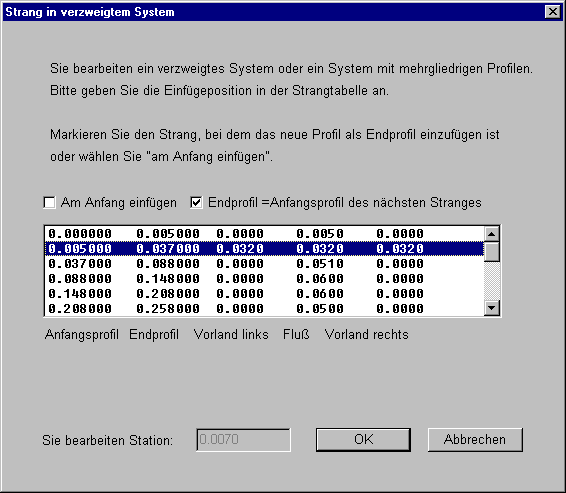 Strang in verzweigtem System
Sie bearbeiten ein verzweigtes System oder ein System mit mehrgliedrigen Profilen.
Bitte geben Sie die Einfügeposition in der Strangtabelle an.
Markieren Sie den Strang, bei dem das neue Profil als Endprofil einzufügen ist
oder wählen Sie "am Anfang einfügen".
Am Anfang einfügen Endprofil =Anfangsprofil des nächsten Stranges
0.000000 0.005000 0.0000 0.0050 0.0000
0.005000 0.037000 0.0320 0.0320 0.0320
0.037000 0.088000 0.0000 0.0510 0.0000
0.088000 0.148000 0.0000 0.0600 0.0000
0.148000 0.208000 0.0000 0.0600 0.0000
0.208000 0.258000 0.0000 0.0500 0.0000
Anfangsprofil Endprofil Vorland links Fluß Vorland rechts
Sie bearbeiten Station: 0.0070 OK Abbrechen